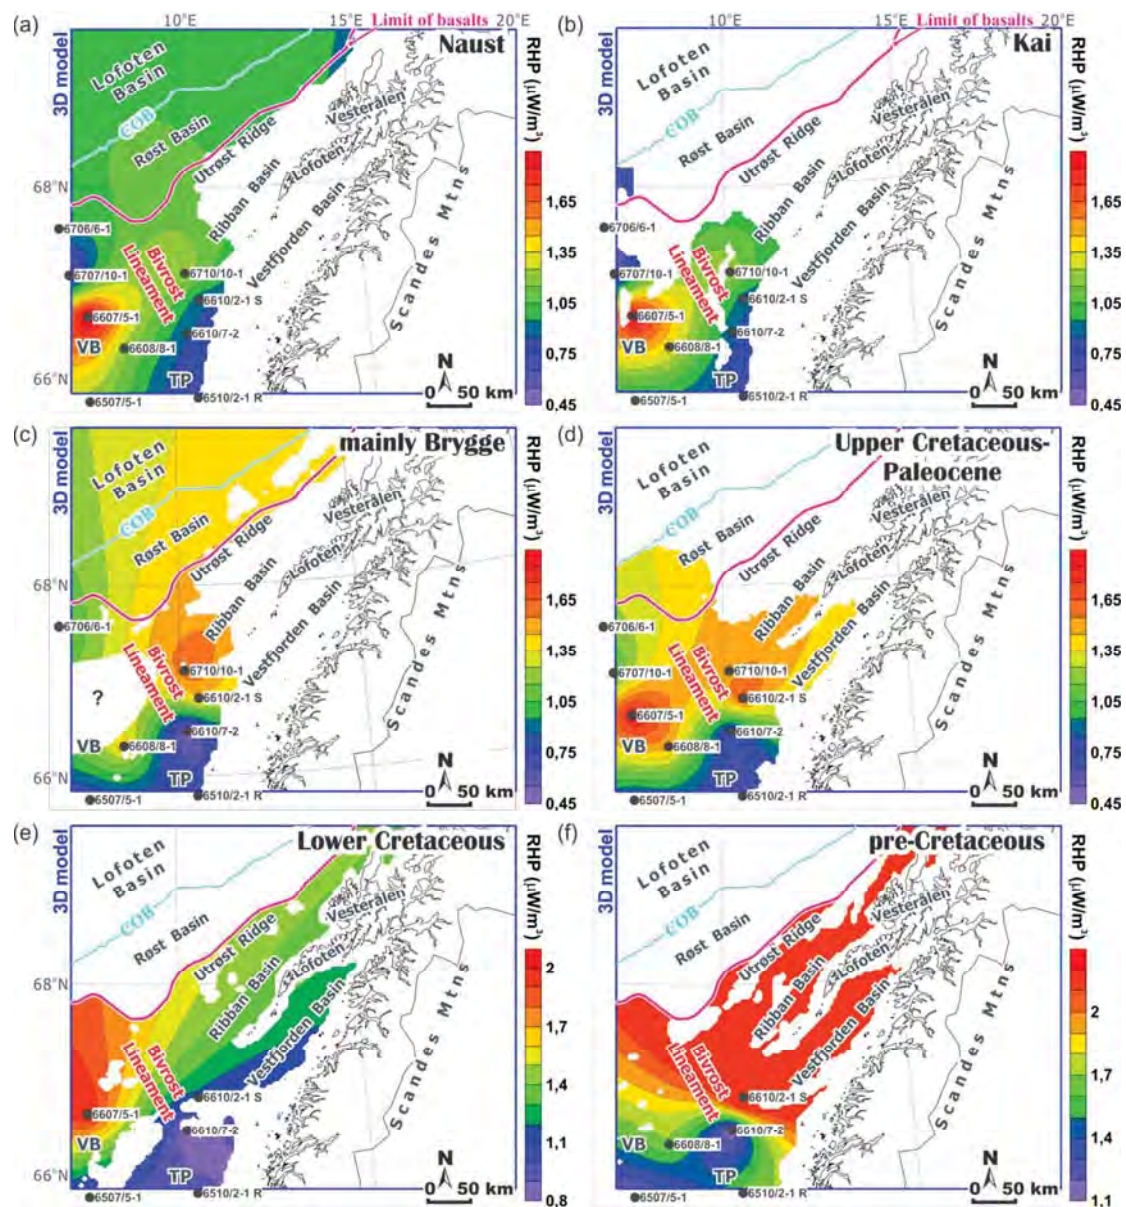 (a)
10°E
15°E
Limit of basalts
20°E
Naust
3D model
Lofoten
Basin
COB
Røst Basin
Utrøst Ridge
Ribban Basin
Lofoten
Vesterålen
Vestfjorden Basin
Scandes Mtns
68°N
66°N
6706/6-1
6707/10-1
Bivrost
Lineament
6710/10-1
6610/2-1 S
6607/5-1
6610/7-2
VB
6608/8-1
TP
6507/5-1
6510/2-1 R
N
0 50 km
RHP (μW/m³)
1,65
1,35
1,05
0,75
0,45
(b)
10°E
15°E
Limit of basalts
20°E
Kai
3D model
Lofoten
Basin
COB
Røst Basin
Utrøst Ridge
Ribban Basin
Lofoten
Vesterålen
Vestfjorden Basin
Scandes Mtns
6706/6-1
6707/10-1
Bivrost
Lineament
6710/10-1
6610/2-1 S
6607/5-1
6610/7-2
VB
6608/8-1
TP
6507/5-1
6510/2-1 R
N
0 50 km
RHP (μW/m³)
1,65
1,35
1,05
0,75
0.45
(c)
mainly Brygge
3D model
Lofoten
Basin
COB
Røst Basin
Utrøst Ridge
Ribban Basin
Lofoten
Vesterålen
Vestfjorden Basin
Scandes Mtns
68°N
66°N
6706/6-1
Bivrost
Lineament
6710/10-1
?
6610/2-1 S
6610/7-2
VB
6608/8-1
TP
6507/5-1
6510/2-1 R
N
0 50 km
RHP (μW/m³)
1,65
1,35
1,05
0,75
0,45
(d)
Upper Cretaceous-
Paleocene
3D model
Lofoten
Basin
COB
Røst Basin
Utrøst Ridge
Ribban Basin
Lofoten
Vesterålen
Vestfjorden Basin
Scandes Mtns
6706/6-1
6707/10-1
Bivrost
Lineament
6710/10-1
6610/2-1 S
6607/5-1
6610/7-2
VB
6608/8-1
TP
6507/5-1
6510/2-1 R
N
0 50 km
RHP (μW/m³)
1,65
1,35
1,05
0,75
0.45
(e)
Lower Cretaceous
3D model
Lofoten
Basin
COB
Røst Basin
Utrøst Ridge
Ribban Basin
Lofoten
Vesterålen
Vestfjorden Basin
Scandes Mtns
68°N
66°N
Bivrost
Lineament
6610/2-1 S
6607/5-1
6610/7-2
VB
TP
6507/5-1
6510/2-1 R
N
0 50 km
RHP (μW/m³)
2
1,7
1,4
1,1
0.8
(f)
pre-Cretaceous
3D model
Lofoten
Basin
COB
Røst Basin
Utrøst Ridge
Ribban Basin
Lofoten
Vesterålen
Vestfjorden Basin
Scandes Mtns
Bivrost
Lineament
6610/2-1 S
6610/7-2
VB
6608/8-1
TP
6507/5-1
6510/2-1 R
N
0 50 km
RHP (μW/m³)
2
1,7
1,4
1.1